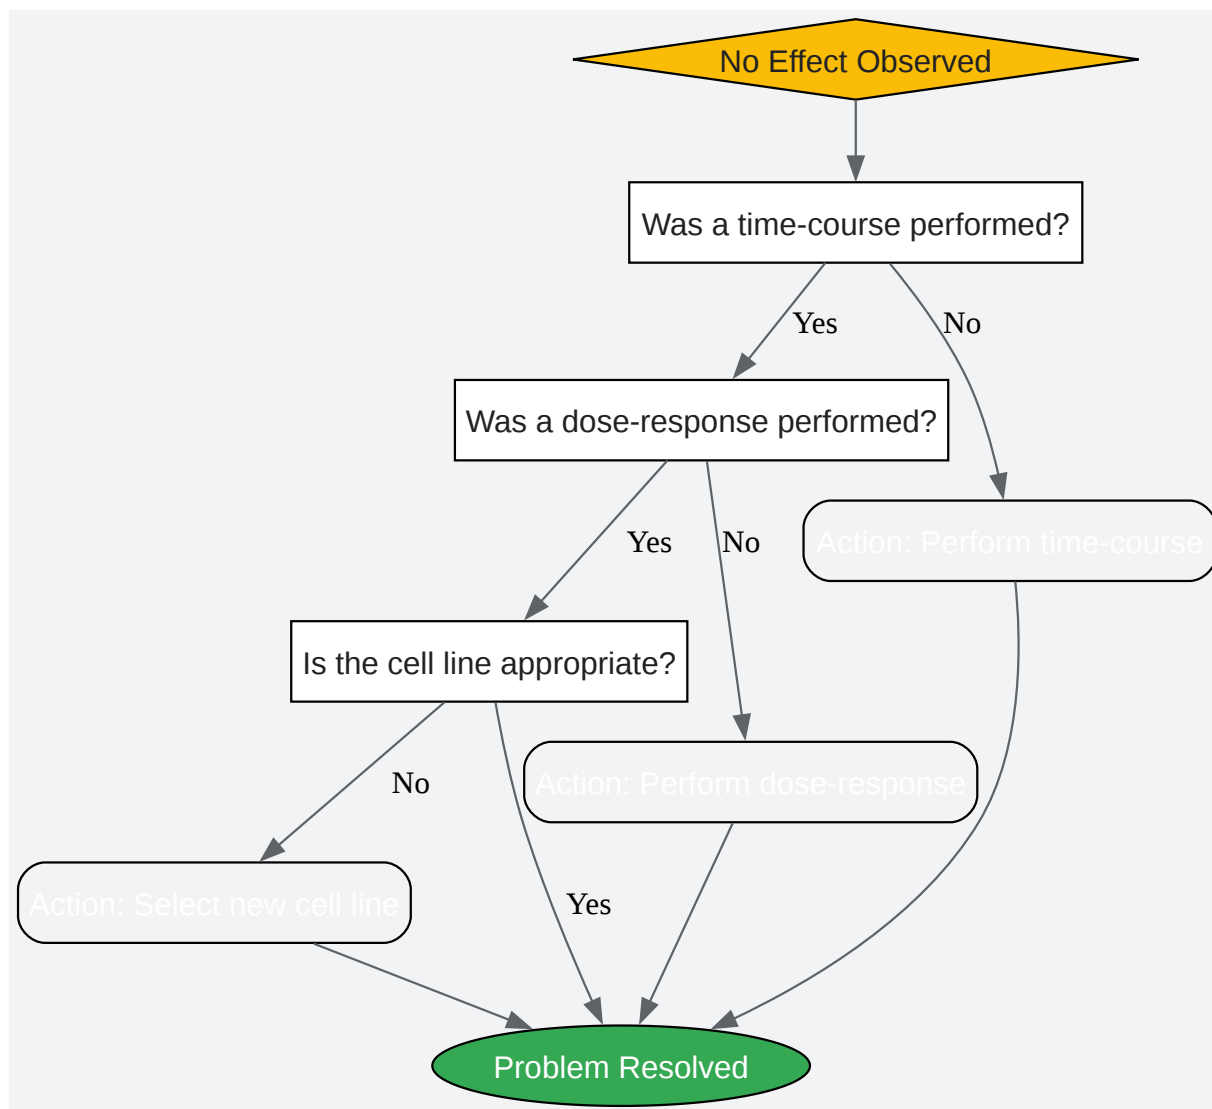 No Effect Observed
Was a time-course performed?
Yes
No
Was a dose-response performed?
Yes
No
Action: Perform time-course
Is the cell line appropriate?
No
Action: Perform dose-response
Action: Select new cell line
Yes
Problem Resolved